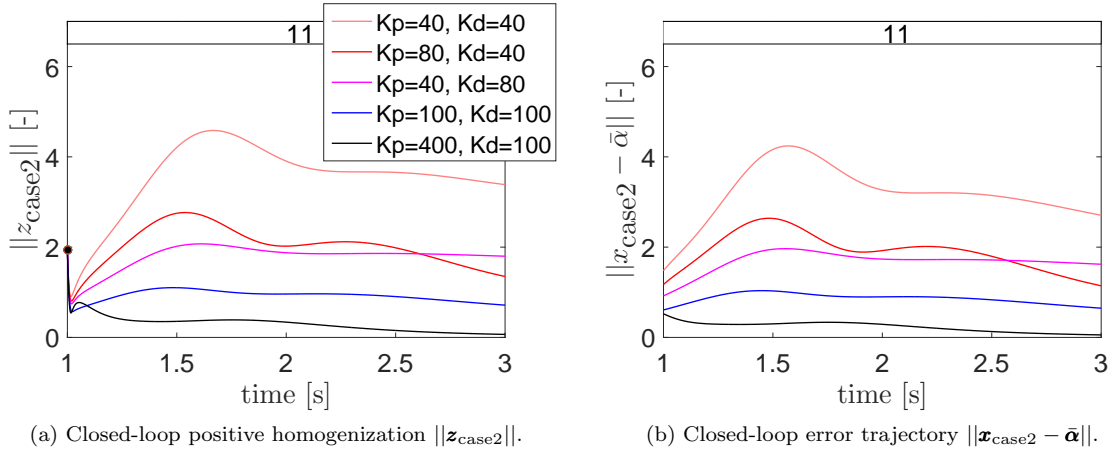 11
Kp=40, Kd=40
Kp=80, Kd=40
Kp=40, Kd=80
Kp=100, Kd=100
Kp=400, Kd=100
||z_case2|| [-]
6
4
2
0
1 1.5 2 2.5 3
time [s]
(a) Closed-loop positive homogenization ||z_case2||.
11
||x_case2 − ᾱ|| [-]
6
4
2
0
1 1.5 2 2.5 3
time [s]
(b) Closed-loop error trajectory ||x_case2 − ᾱ||.